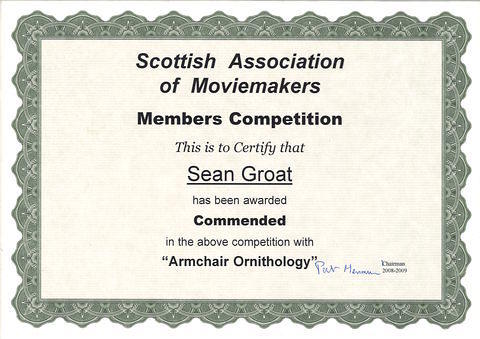 Scottish Association
of Moviemakers
Members Competition
This is to Certify that
Sean Groat
has been awarded
Commended
in the above competition with
“Armchair Ornithology”
Chairman
2008-2009